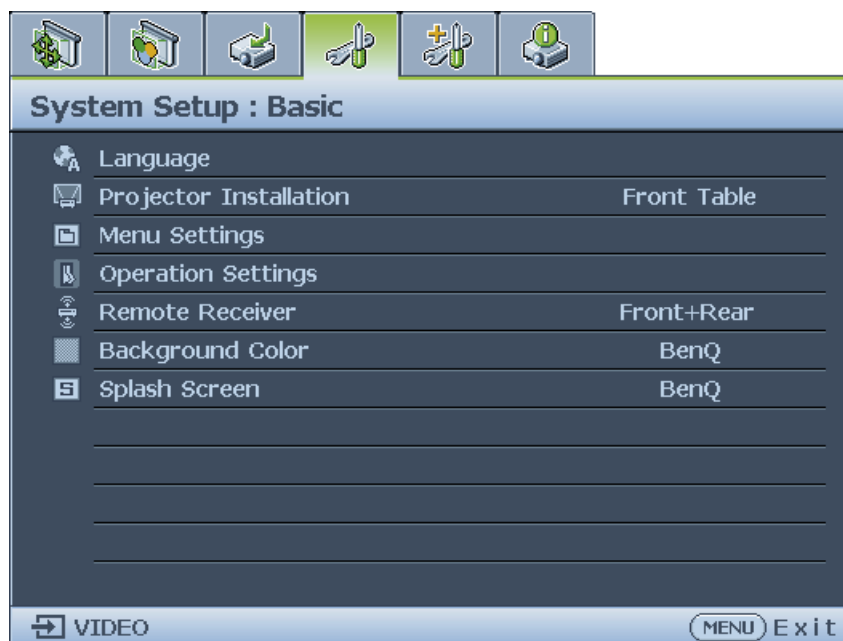 System Setup : Basic
Language
Projector Installation Front Table
Menu Settings
Operation Settings
Remote Receiver Front+Rear
Background Color BenQ
Splash Screen BenQ
VIDEO MENU Exit